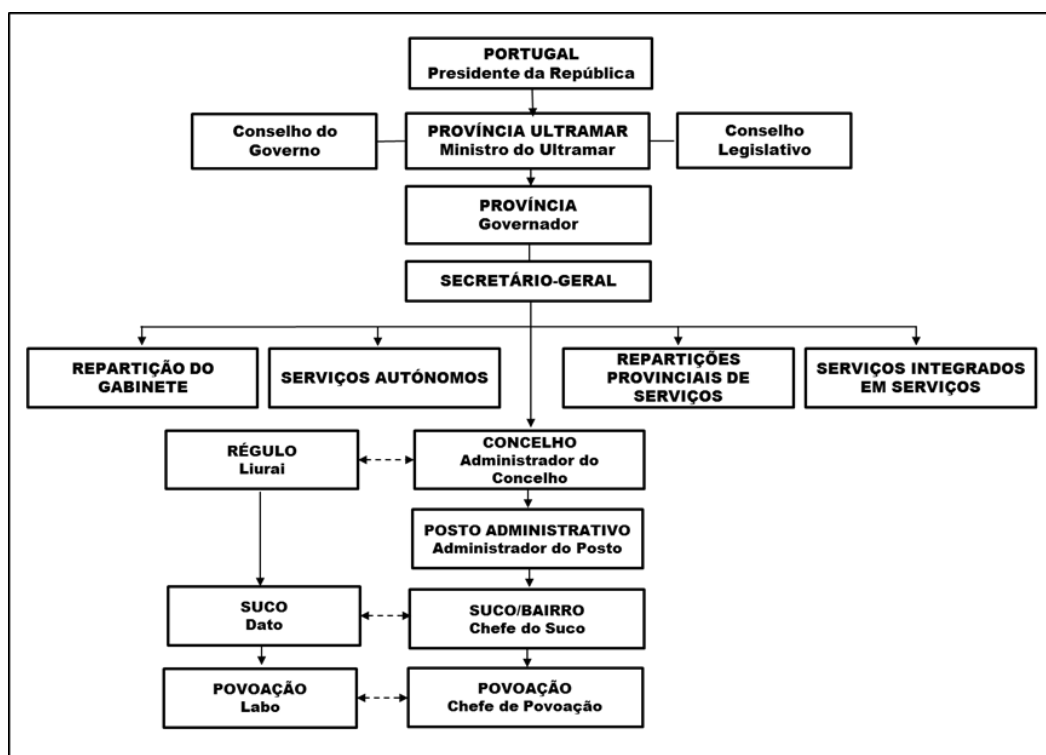 PORTUGAL
Presidente da República
Conselho do
Governo
PROVÍNCIA ULTRAMAR
Ministro do Ultramar
Conselho
Legislativo
PROVÍNCIA
Governador
SECRETÁRIO-GERAL
REPARTIÇÃO DO
GABINETE
SERVIÇOS AUTÓNOMOS
REPARTIÇÕES
PROVINCIAIS DE
SERVIÇOS
SERVIÇOS INTEGRADOS
EM SERVIÇOS
RÉGULO
Liurai
CONCELHO
Administrador do
Concelho
POSTO ADMINISTRATIVO
Administrador do Posto
SUCO
Dato
SUCO/BAIRRO
Chefe do Suco
POVOAÇÃO
Labo
POVOAÇÃO
Chefe de Povoação